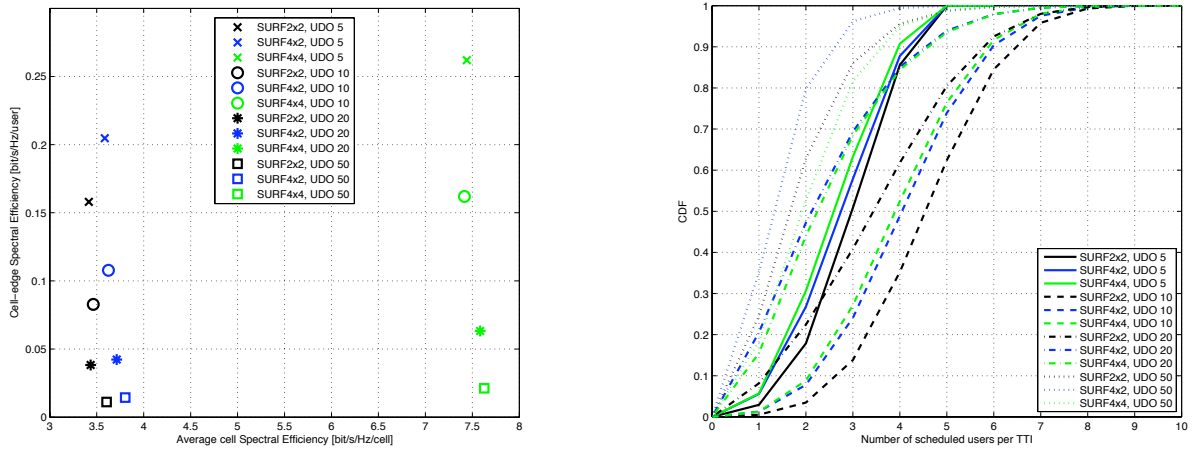 SURF2x2, UDO 5
SURF4x2, UDO 5
SURF4x4, UDO 5
SURF2x2, UDO 10
SURF4x2, UDO 10
SURF4x4, UDO 10
SURF2x2, UDO 20
SURF4x2, UDO 20
SURF4x4, UDO 20
SURF2x2, UDO 50
SURF4x2, UDO 50
SURF4x4, UDO 50
0.25
0.2
0.15
0.1
0.05
0
Cell-edge Spectral Efficiency [bit/s/Hz/user]
3 3.5 4 4.5 5 5.5 6 6.5 7 7.5 8
Average cell Spectral Efficiency [bit/s/Hz/cell]
1
0.9
0.8
0.7
0.6
0.5
0.4
0.3
0.2
0.1
0
CDF
SURF2x2, UDO 5
SURF4x2, UDO 5
SURF4x4, UDO 5
SURF2x2, UDO 10
SURF4x2, UDO 10
SURF4x4, UDO 10
SURF2x2, UDO 20
SURF4x2, UDO 20
SURF4x4, UDO 20
SURF2x2, UDO 50
SURF4x2, UDO 50
SURF4x4, UDO 50
0 1 2 3 4 5 6 7 8 9 10
Number of scheduled users per TTI